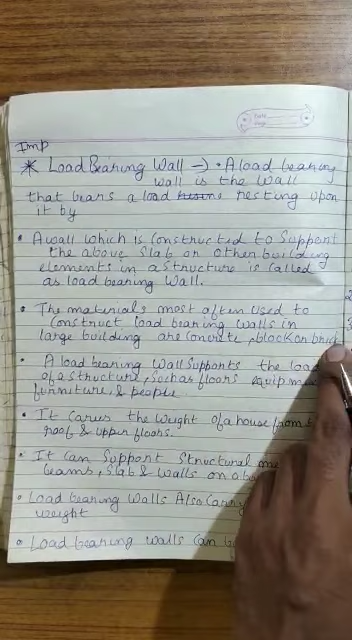 Imp
* Load Bearing Wall → • A load bearing
wall is the wall
that bears a load resting upon
it by
• A wall which is constructed to Support
the above Slab or other building
elements in a structure is called
as load bearing Wall.
• The materials most often used to
construct load bearing walls in
large building are concrete, block or brick
• A load bearing Wall Supports the load
of a structure, Such as floors equipme
furniture, & people.
• It carres the weight of a house from
roof & upper floors.
• It can Support Structural me
beams, Slab & walls on abo
• Load bearing Walls Also Carry
weight
• Load bearing walls Can